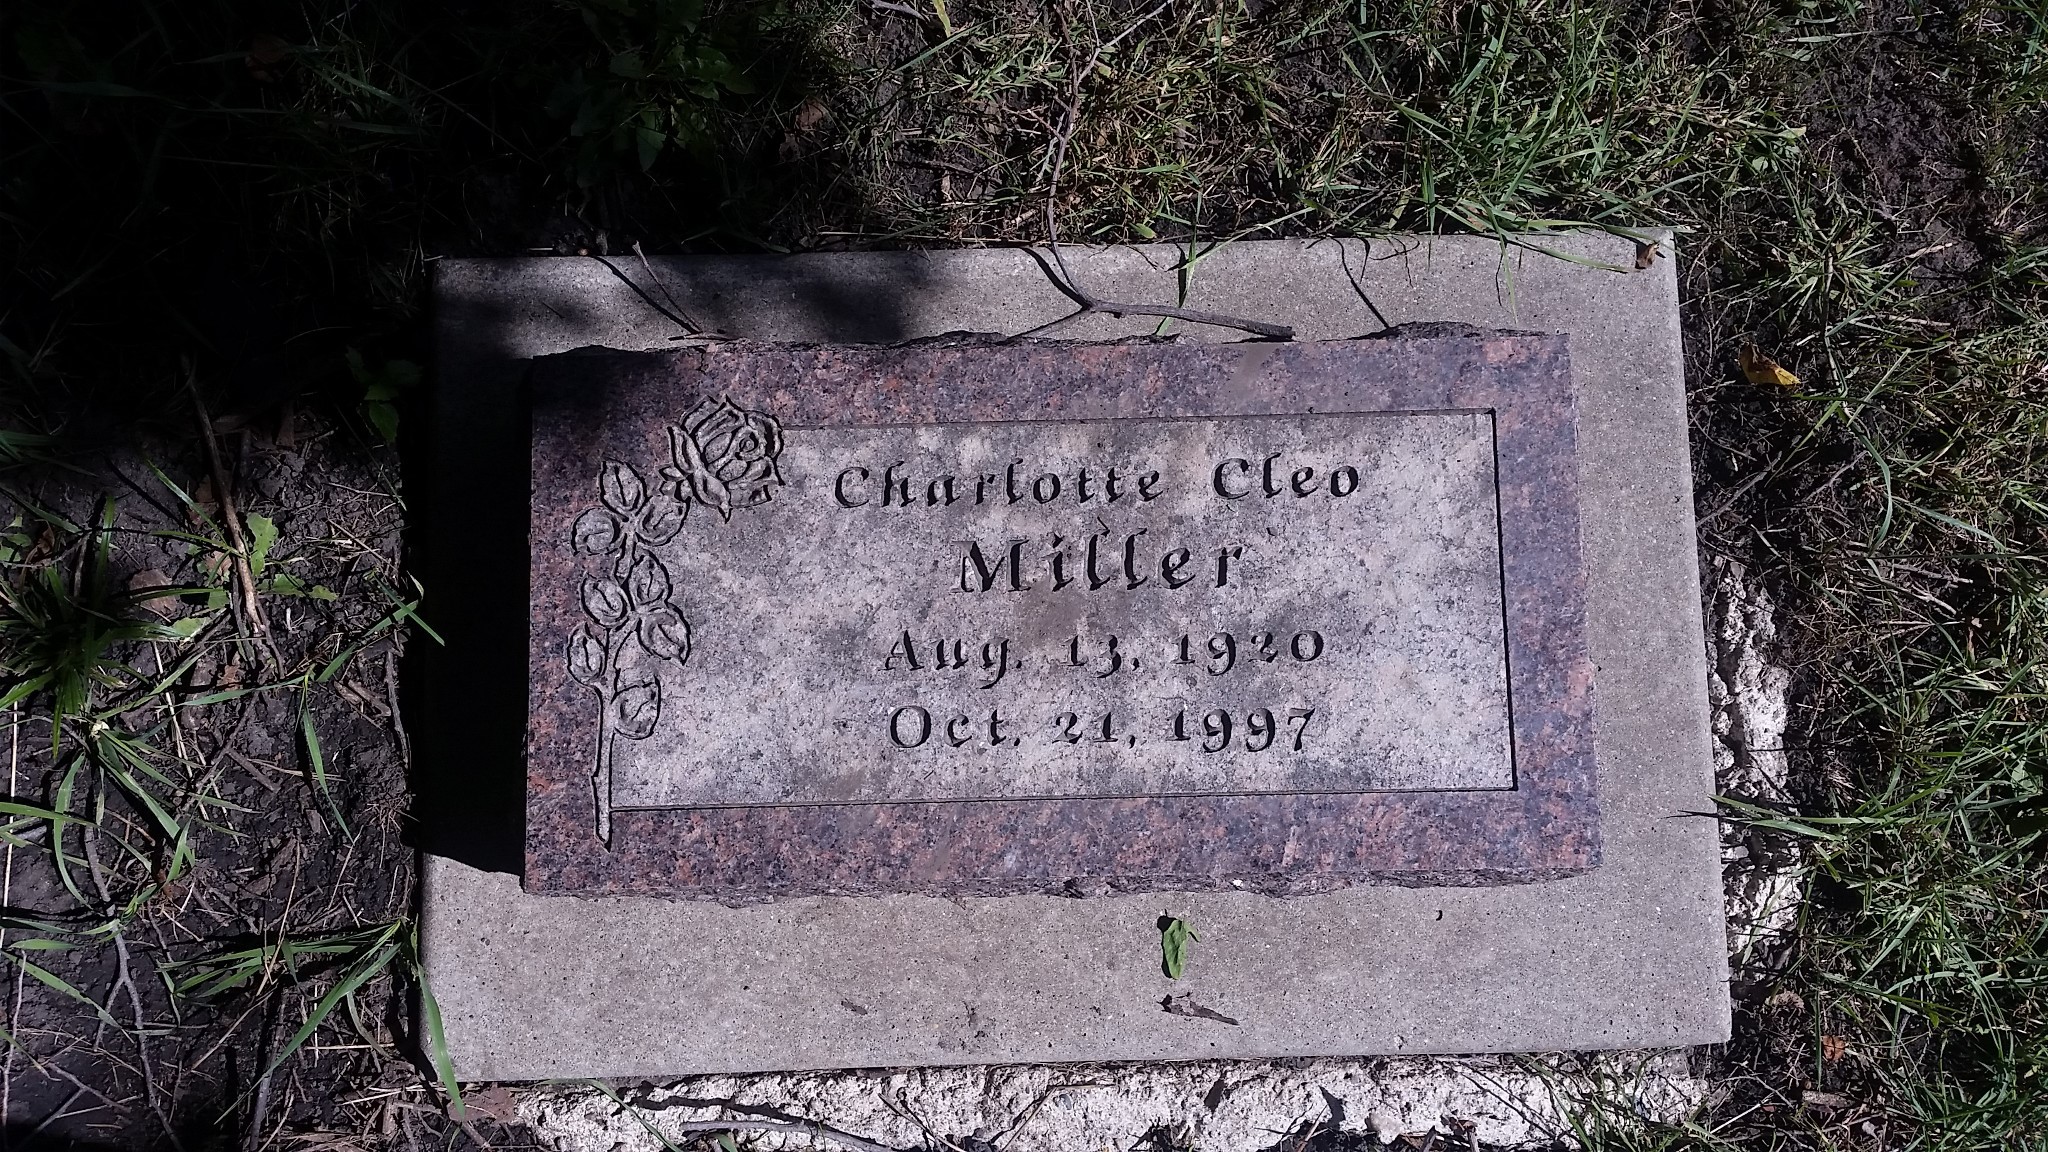 Charlotte Cleo
Miller
Aug. 13, 1920
Oct. 21, 1997